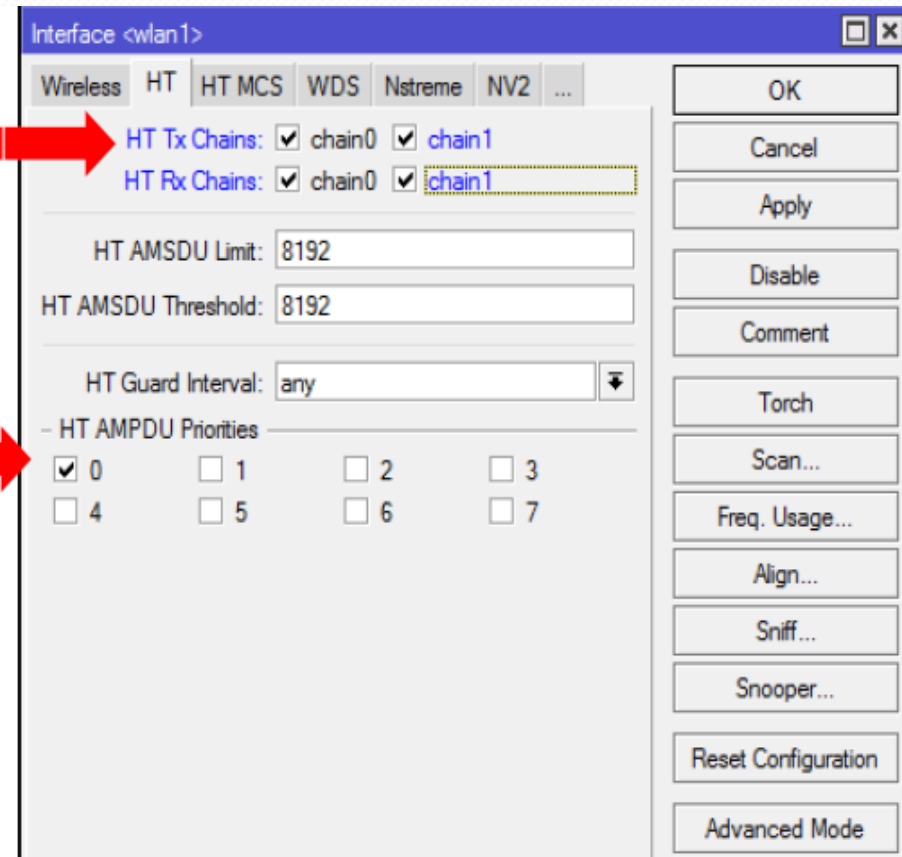 Interface <wlan1>
Wireless HT HT MCS WDS Nstreme NV2 ...
HT Tx Chains: chain0 chain1
HT Rx Chains: chain0 chain1
HT AMSDU Limit: 8192
HT AMSDU Threshold: 8192
HT Guard Interval: any
HT AMPDU Priorities
0 1 2 3
4 5 6 7
OK
Cancel
Apply
Disable
Comment
Torch
Scan...
Freq. Usage...
Align...
Sniff...
Snooper...
Reset Configuration
Advanced Mode